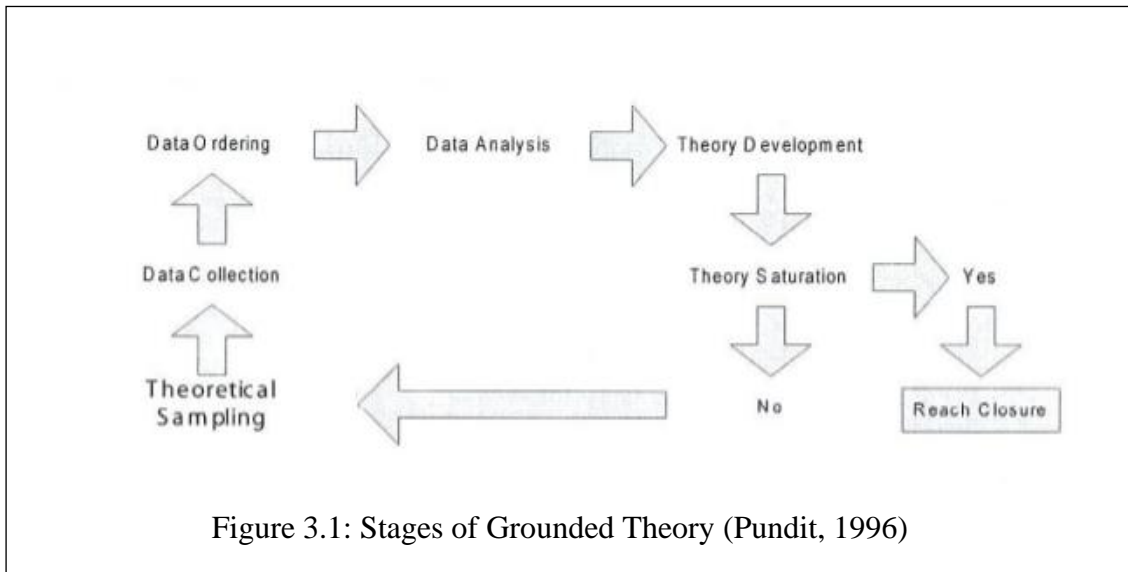 Data Ordering
Data Analysis
Theory Development
Data Collection
Theory Saturation
Yes
Theoretical
Sampling
No
Reach Closure
Figure 3.1: Stages of Grounded Theory (Pundit, 1996)